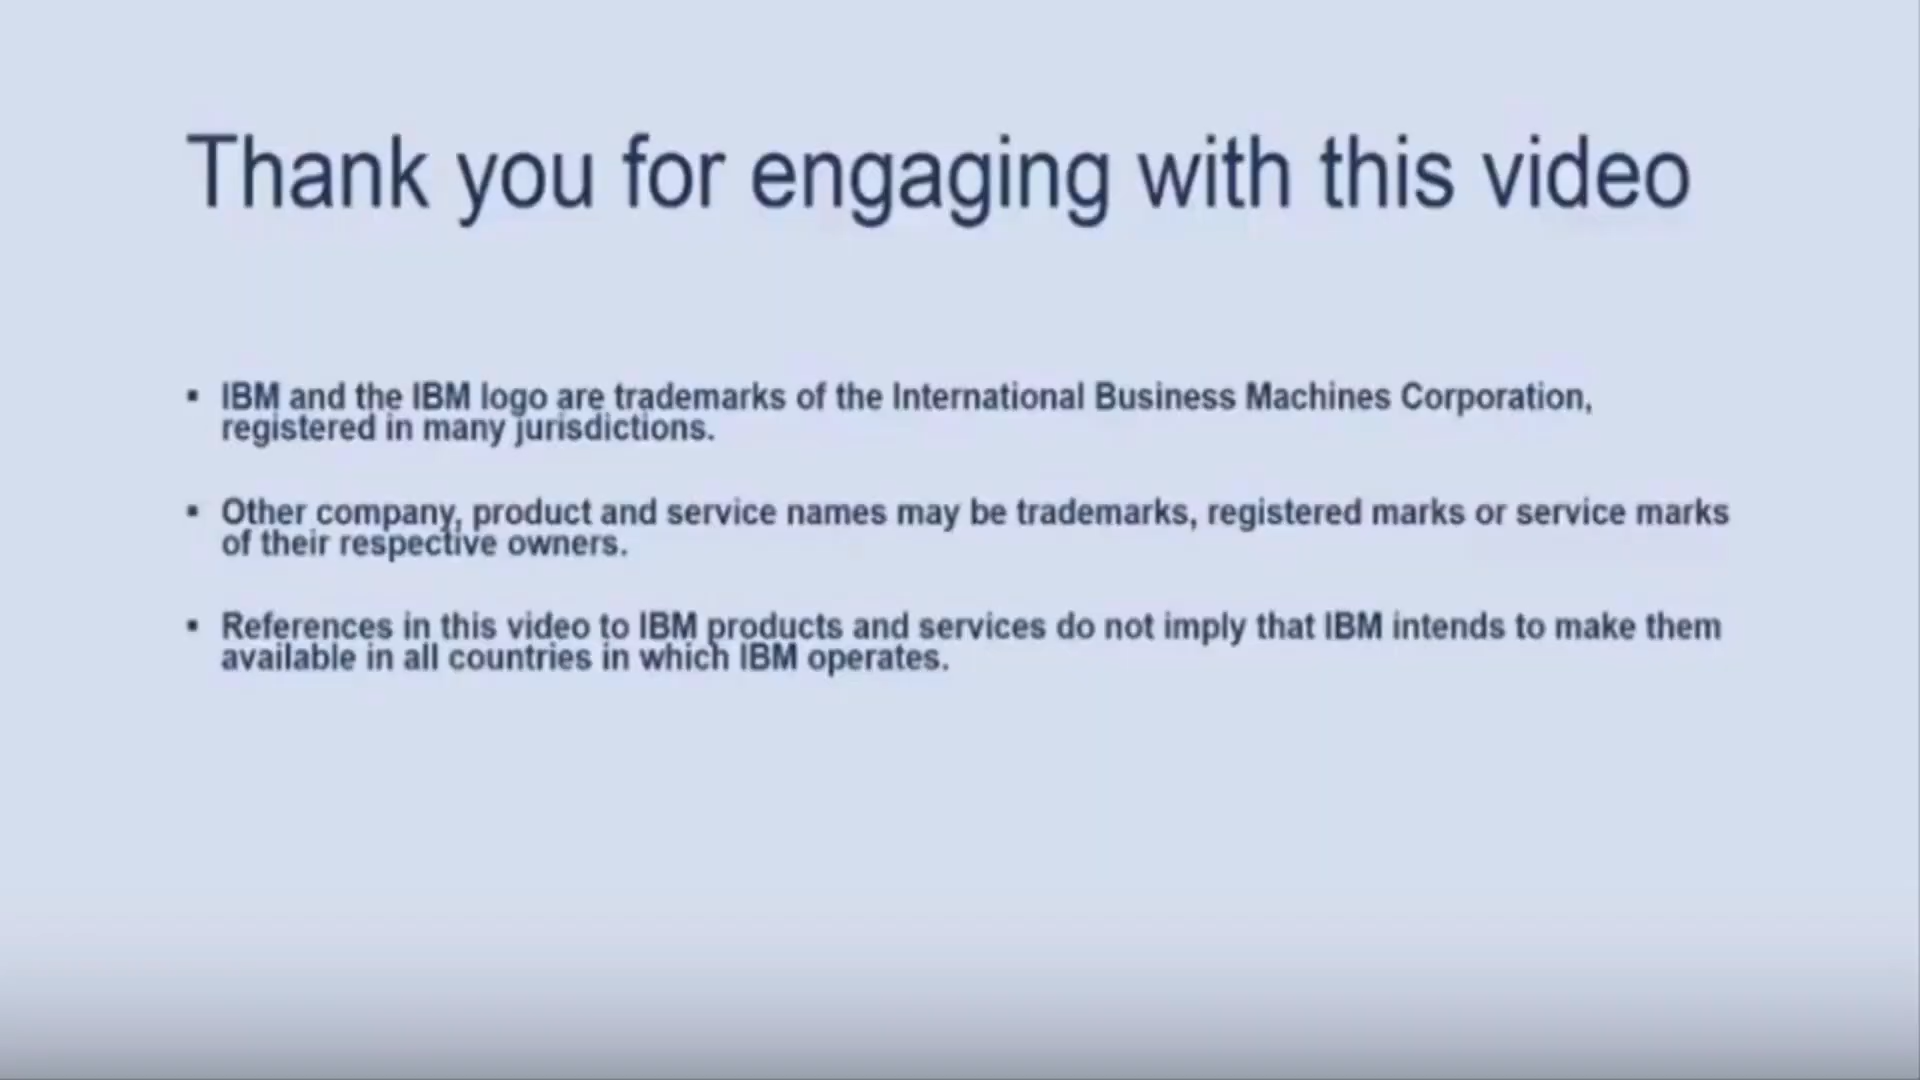 Thank you for engaging with this video
▪ IBM and the IBM logo are trademarks of the International Business Machines Corporation,
registered in many jurisdictions.
▪ Other company, product and service names may be trademarks, registered marks or service marks
of their respective owners.
▪ References in this video to IBM products and services do not imply that IBM intends to make them
available in all countries in which IBM operates.